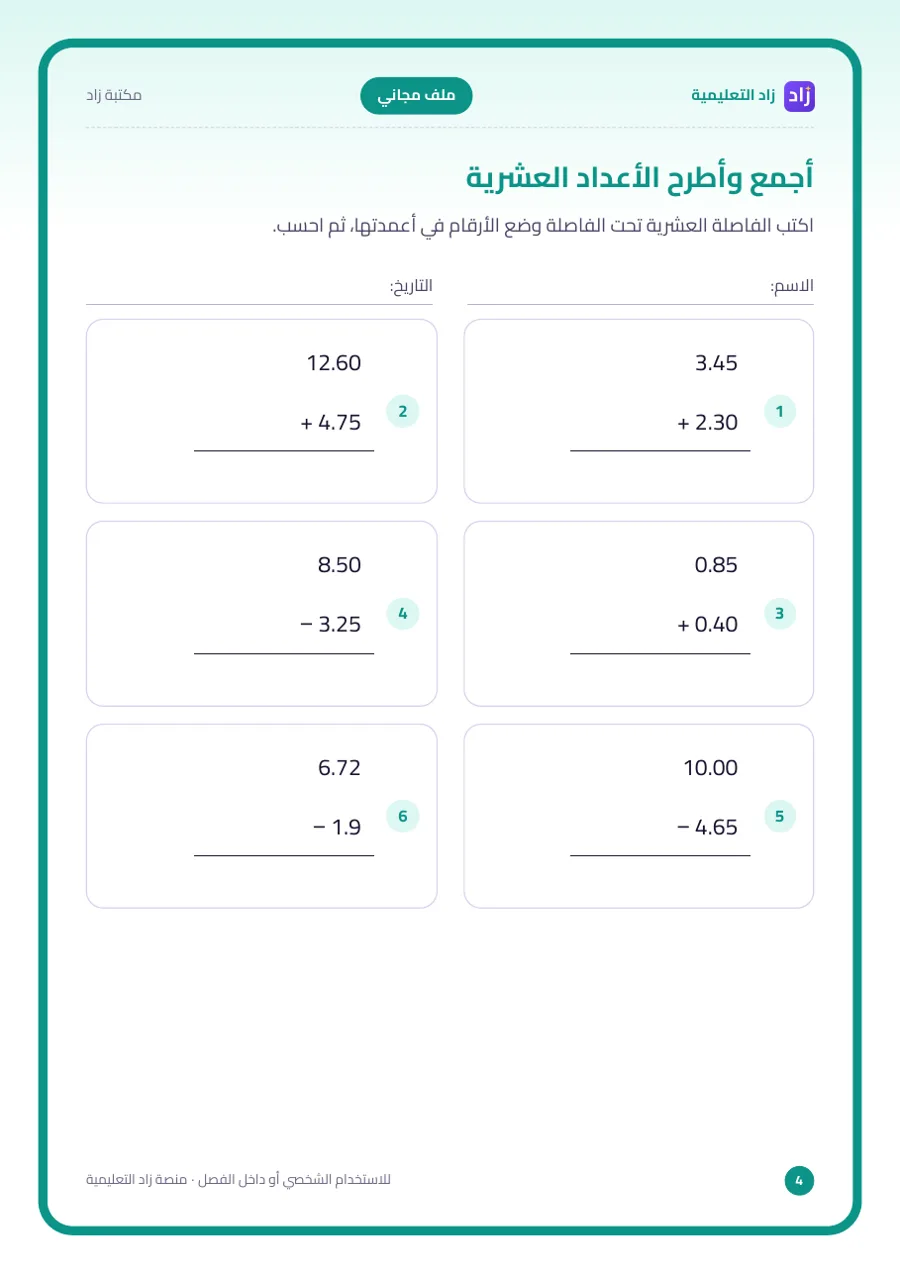 زاد زاد التعليمية
ملف مجاني
مكتبة زاد
أجمع وأطرح الأعداد العشرية
اكتب الفاصلة العشرية تحت الفاصلة وضع الأرقام في أعمدتها، ثم احسب.
الاسم:
التاريخ:
1
3.45
+ 2.30
2
12.60
+ 4.75
3
0.85
+ 0.40
4
8.50
− 3.25
5
10.00
− 4.65
6
6.72
− 1.9
4
للاستخدام الشخصي أو داخل الفصل · منصة زاد التعليمية